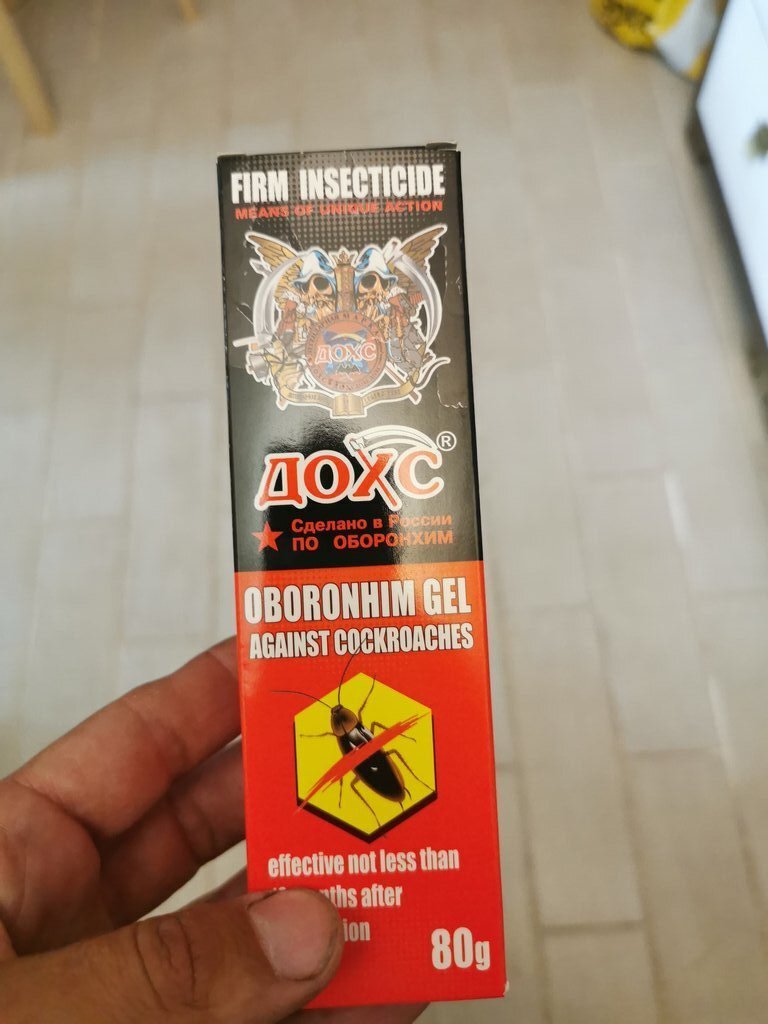 FIRM INSECTICIDE
MEANS OF UNIQUE ACTION
ДОХС
ДОХС®
Сделано в России
ПО ОБОРОНХИМ
OBORONHIM GEL
AGAINST COCKROACHES
effective not less than
after
80g